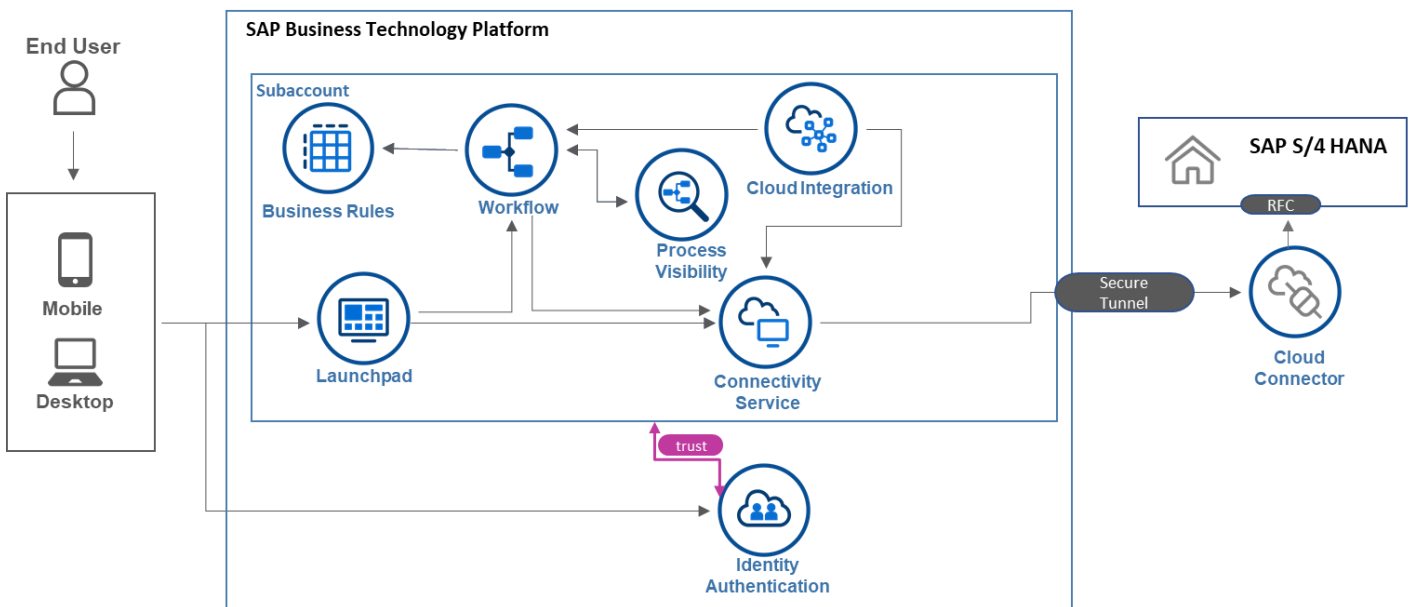 SAP Business Technology Platform
End User
Subaccount
Business Rules
Workflow
Cloud Integration
Process
Visibility
SAP S/4 HANA
RFC
Mobile
Desktop
Launchpad
Connectivity
Service
Secure
Tunnel
Cloud
Connector
trust
Identity
Authentication